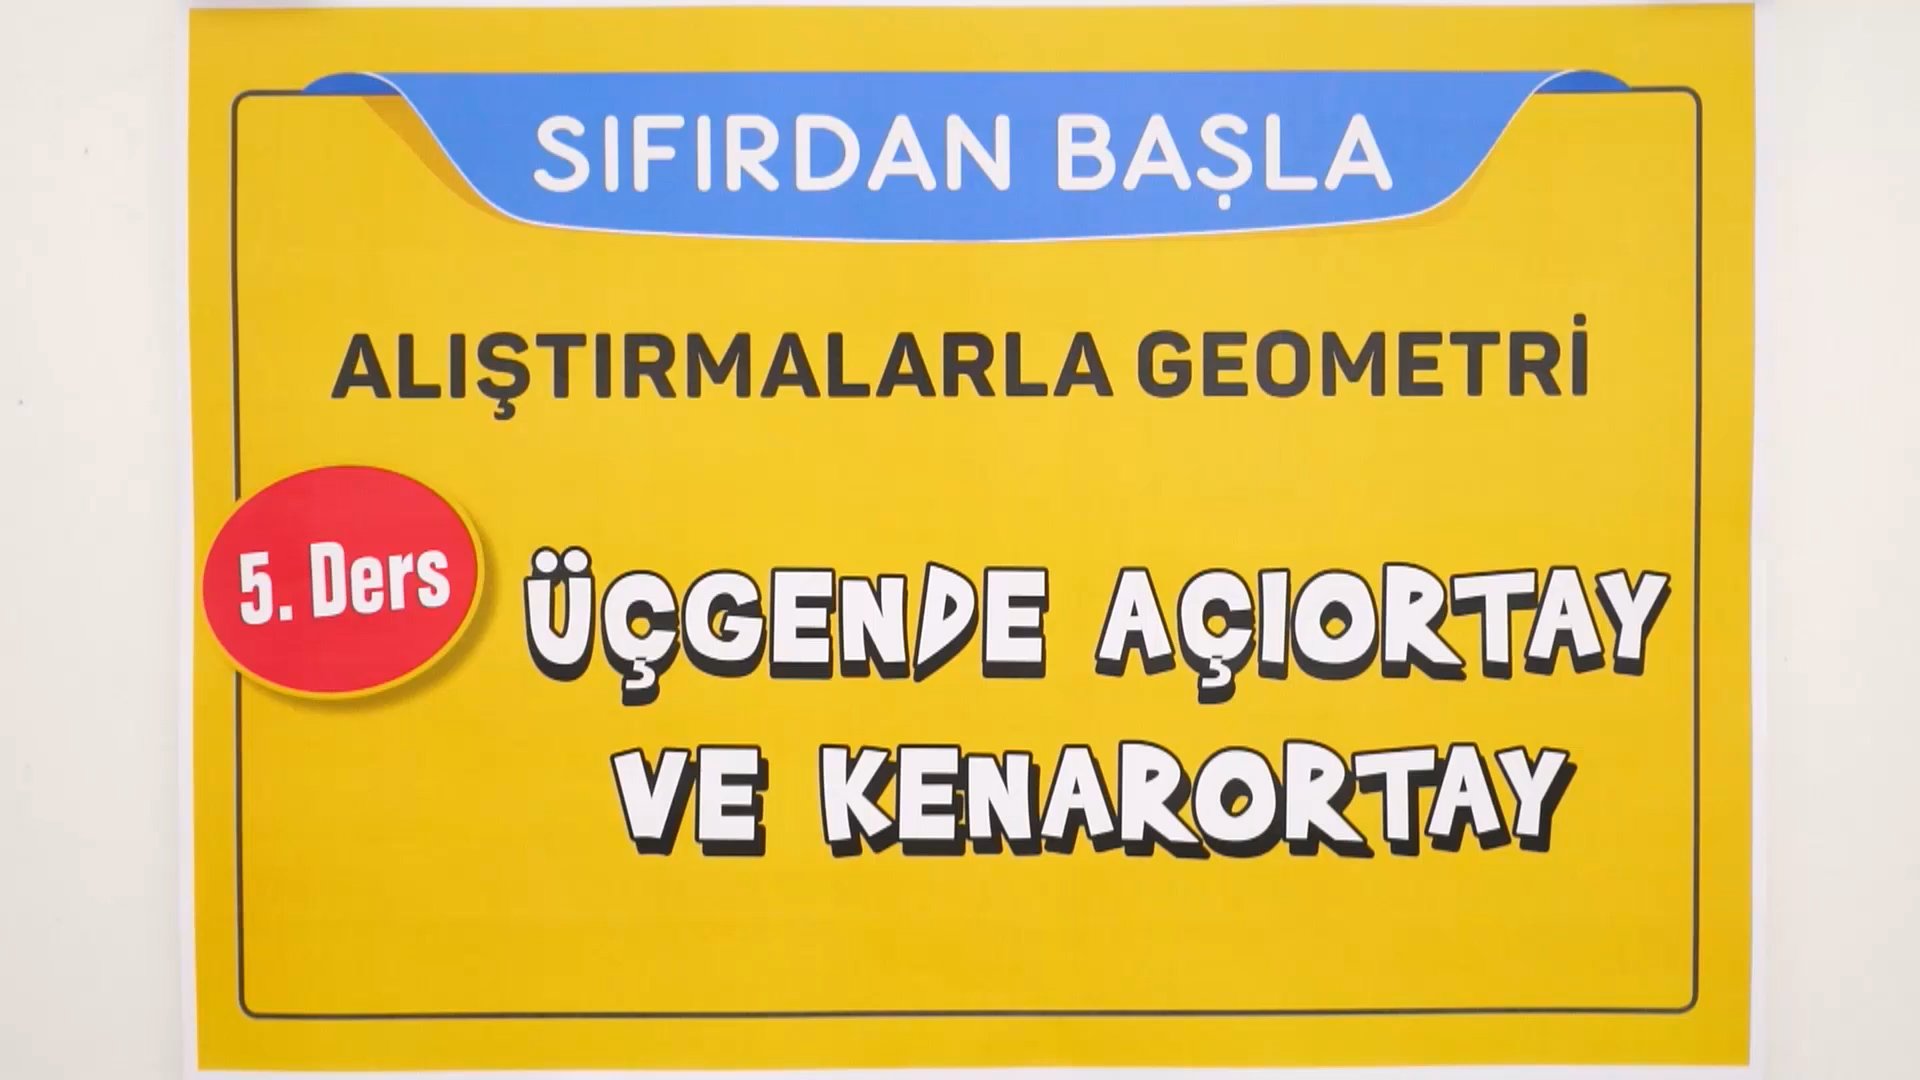 SIFIRDAN BAŞLA
ALIŞTIRMALARLA GEOMETRİ
5. Ders
ÜÇGENDE AÇIORTAY
VE KENARORTAY